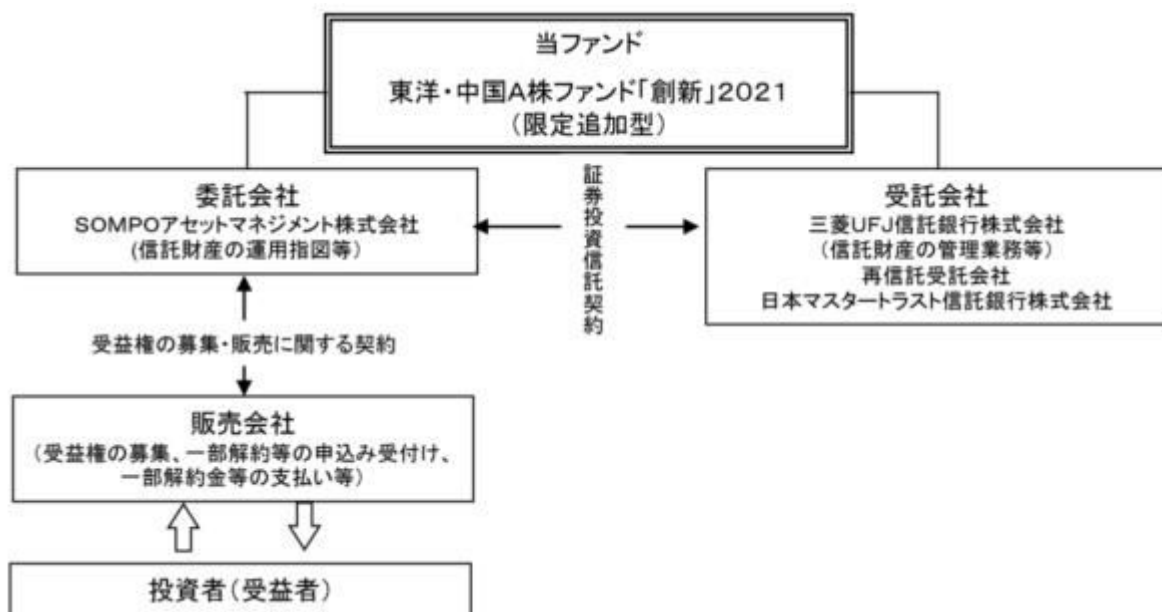 当ファンド
東洋・中国A株ファンド「創新」2021
(限定追加型)
委託会社
SOMPOアセットマネジメント株式会社
(信託財産の運用指図等)
証券投資信託契約
受託会社
三菱UFJ信託銀行株式会社
(信託財産の管理業務等)
再信託受託会社
日本マスタートラスト信託銀行株式会社
受益権の募集・販売に関する契約
販売会社
(受益権の募集、一部解約等の申込み受付け、
一部解約金等の支払い等)
投資者(受益者)